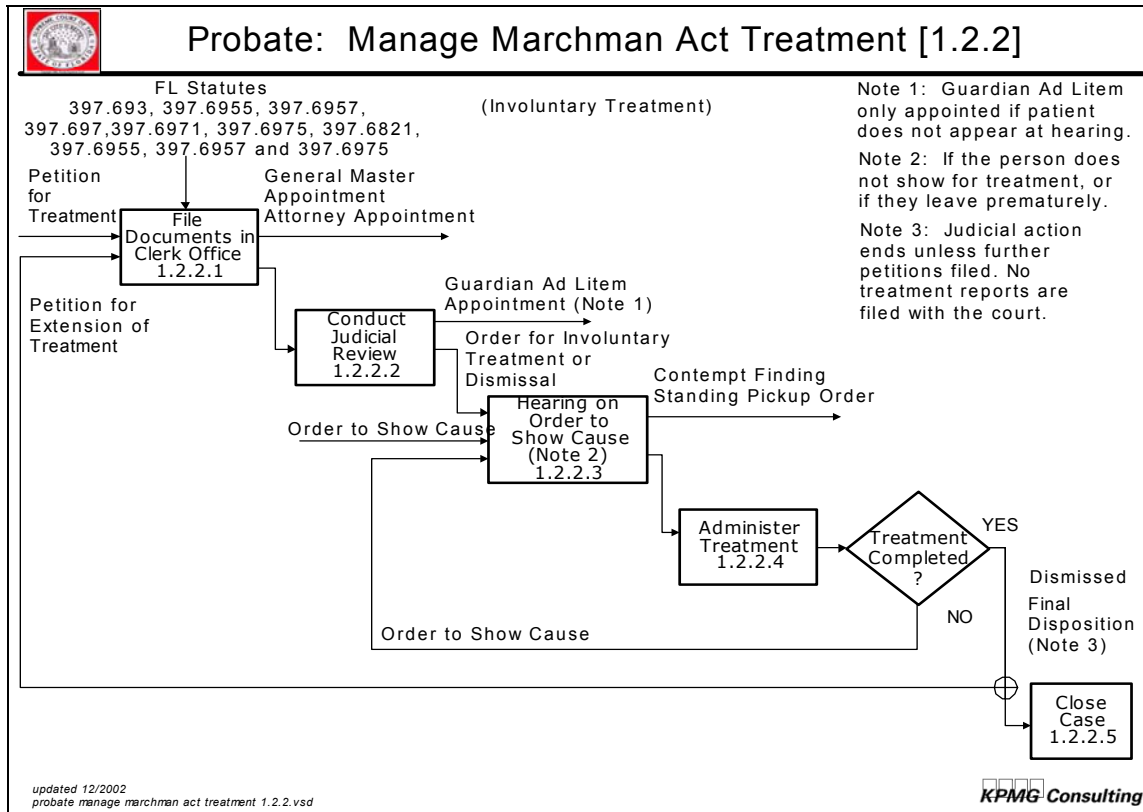 Probate: Manage Marchman Act Treatment [1.2.2]
FL Statutes
397.693, 397.6955, 397.6957,
397.697,397.6971, 397.6975, 397.6821,
397.6955, 397.6957 and 397.6975
(Involuntary Treatment)
Note 1: Guardian Ad Litem
only appointed if patient
does not appear at hearing.
Note 2: If the person does
not show for treatment, or
if they leave prematurely.
Note 3: Judicial action
ends unless further
petitions filed. No
treatment reports are
filed with the court.
Petition
for
Treatment
General Master
Appointment
Attorney Appointment
File
Documents in
Clerk Office
1.2.2.1
Petition for
Extension of
Treatment
Guardian Ad Litem
Appointment (Note 1)
Conduct
Judicial
Review
1.2.2.2
Order for Involuntary
Treatment or
Dismissal
Contempt Finding
Standing Pickup Order
Order to Show Cause
Hearing on
Order to
Show Cause
(Note 2)
1.2.2.3
Administer
Treatment
1.2.2.4
Treatment
Completed
?
YES
NO
Order to Show Cause
Dismissed
Final
Disposition
(Note 3)
Close
Case
1.2.2.5
updated 12/2002
probate manage marchman act treatment 1.2.2.vsd
KPMG Consulting